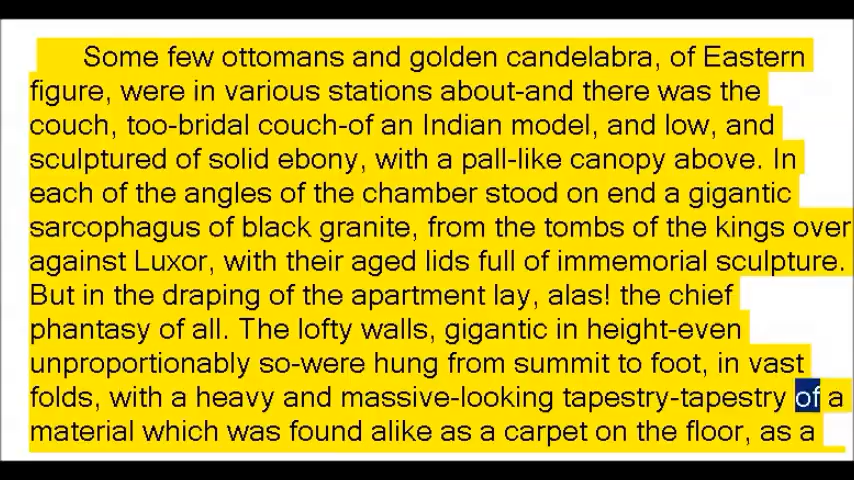 Some few ottomans and golden candelabra, of Eastern
figure, were in various stations about-and there was the
couch, too-bridal couch-of an Indian model, and low, and
sculptured of solid ebony, with a pall-like canopy above. In
each of the angles of the chamber stood on end a gigantic
sarcophagus of black granite, from the tombs of the kings over
against Luxor, with their aged lids full of immemorial sculpture.
But in the draping of the apartment lay, alas! the chief
phantasy of all. The lofty walls, gigantic in height-even
unproportionably so-were hung from summit to foot, in vast
folds, with a heavy and massive-looking tapestry-tapestry of a
material which was found alike as a carpet on the floor, as a